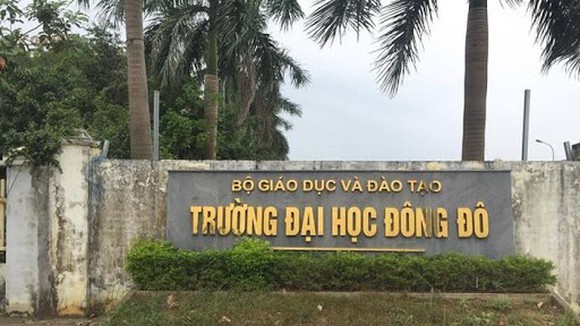 BỘ GIÁO DỤC VÀ ĐÀO TẠO
TRƯỜNG ĐẠI HỌC ĐÔNG ĐÔ